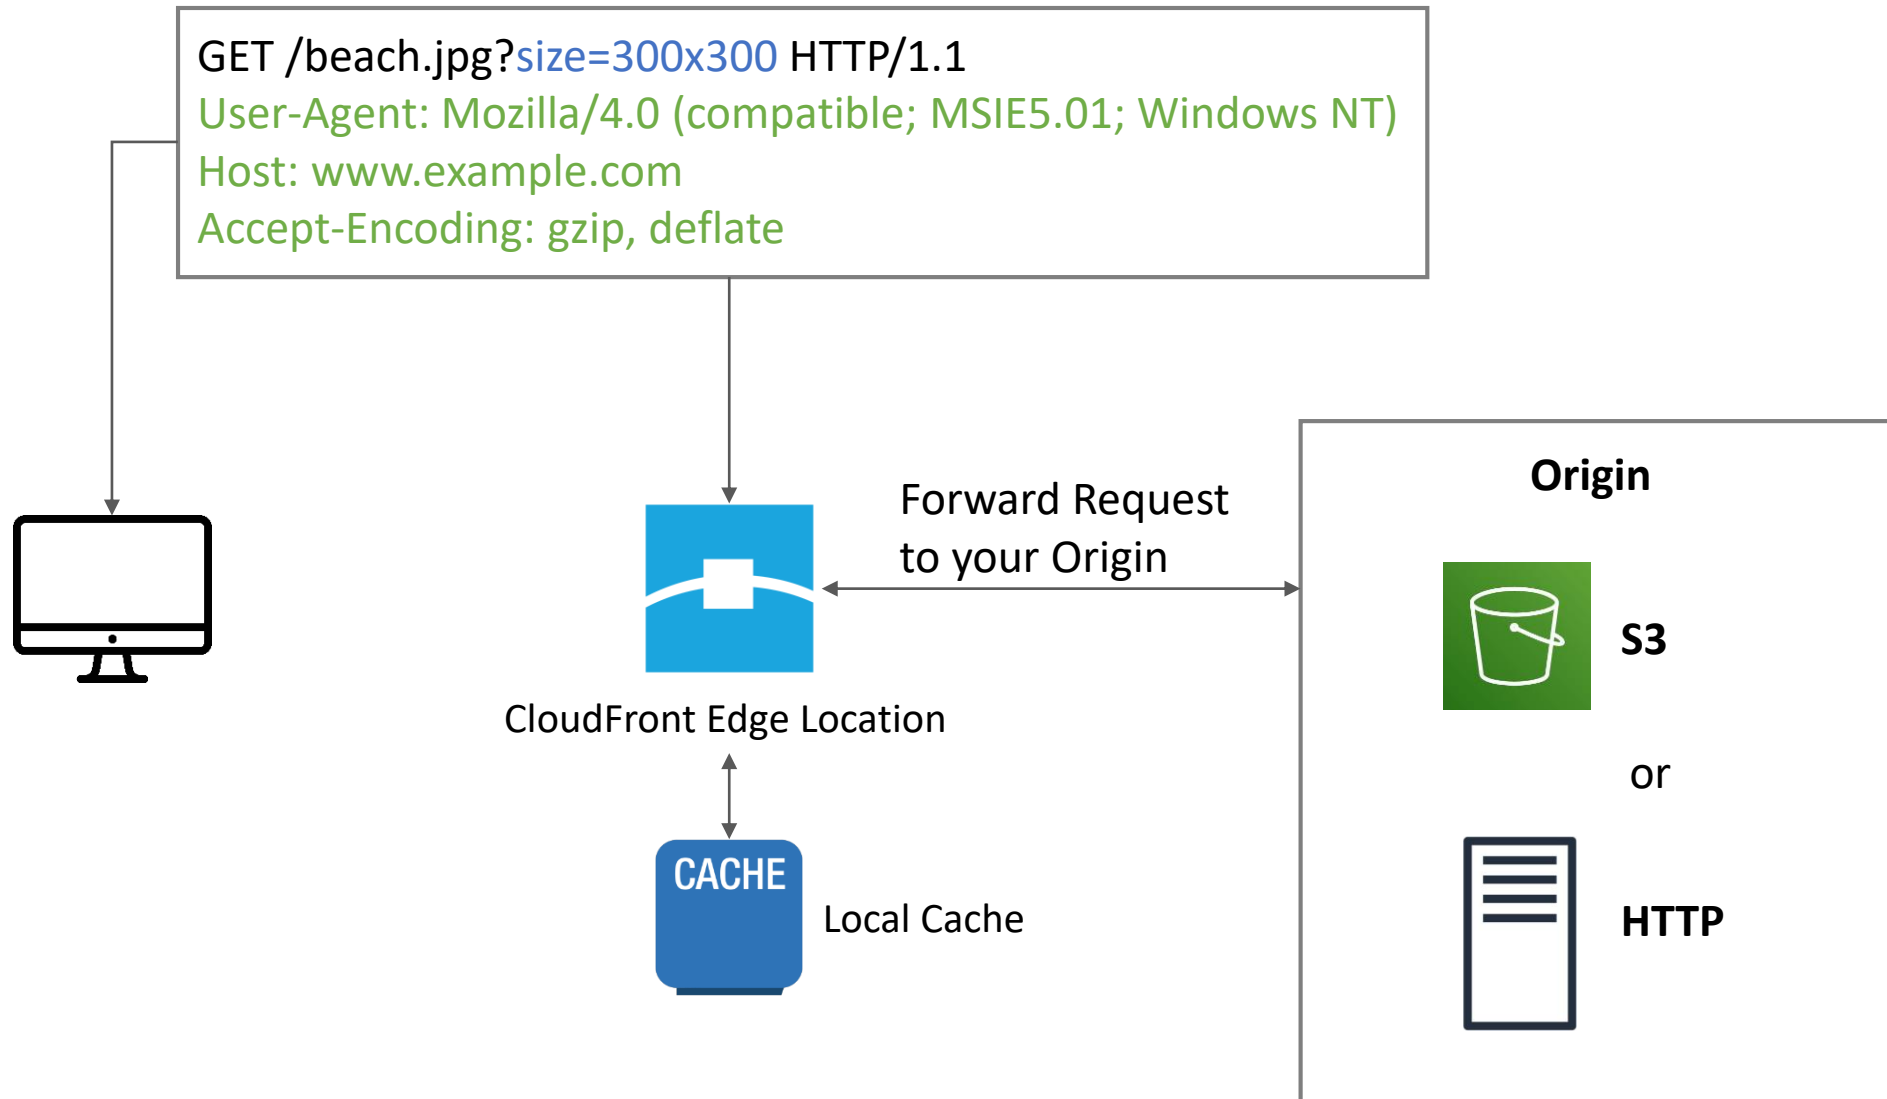 GET /beach.jpg?size=300x300 HTTP/1.1
User-Agent: Mozilla/4.0 (compatible; MSIE5.01; Windows NT)
Host: www.example.com
Accept-Encoding: gzip, deflate
Forward Request
to your Origin
CloudFront Edge Location
CACHE
Local Cache
Origin
S3
or
HTTP